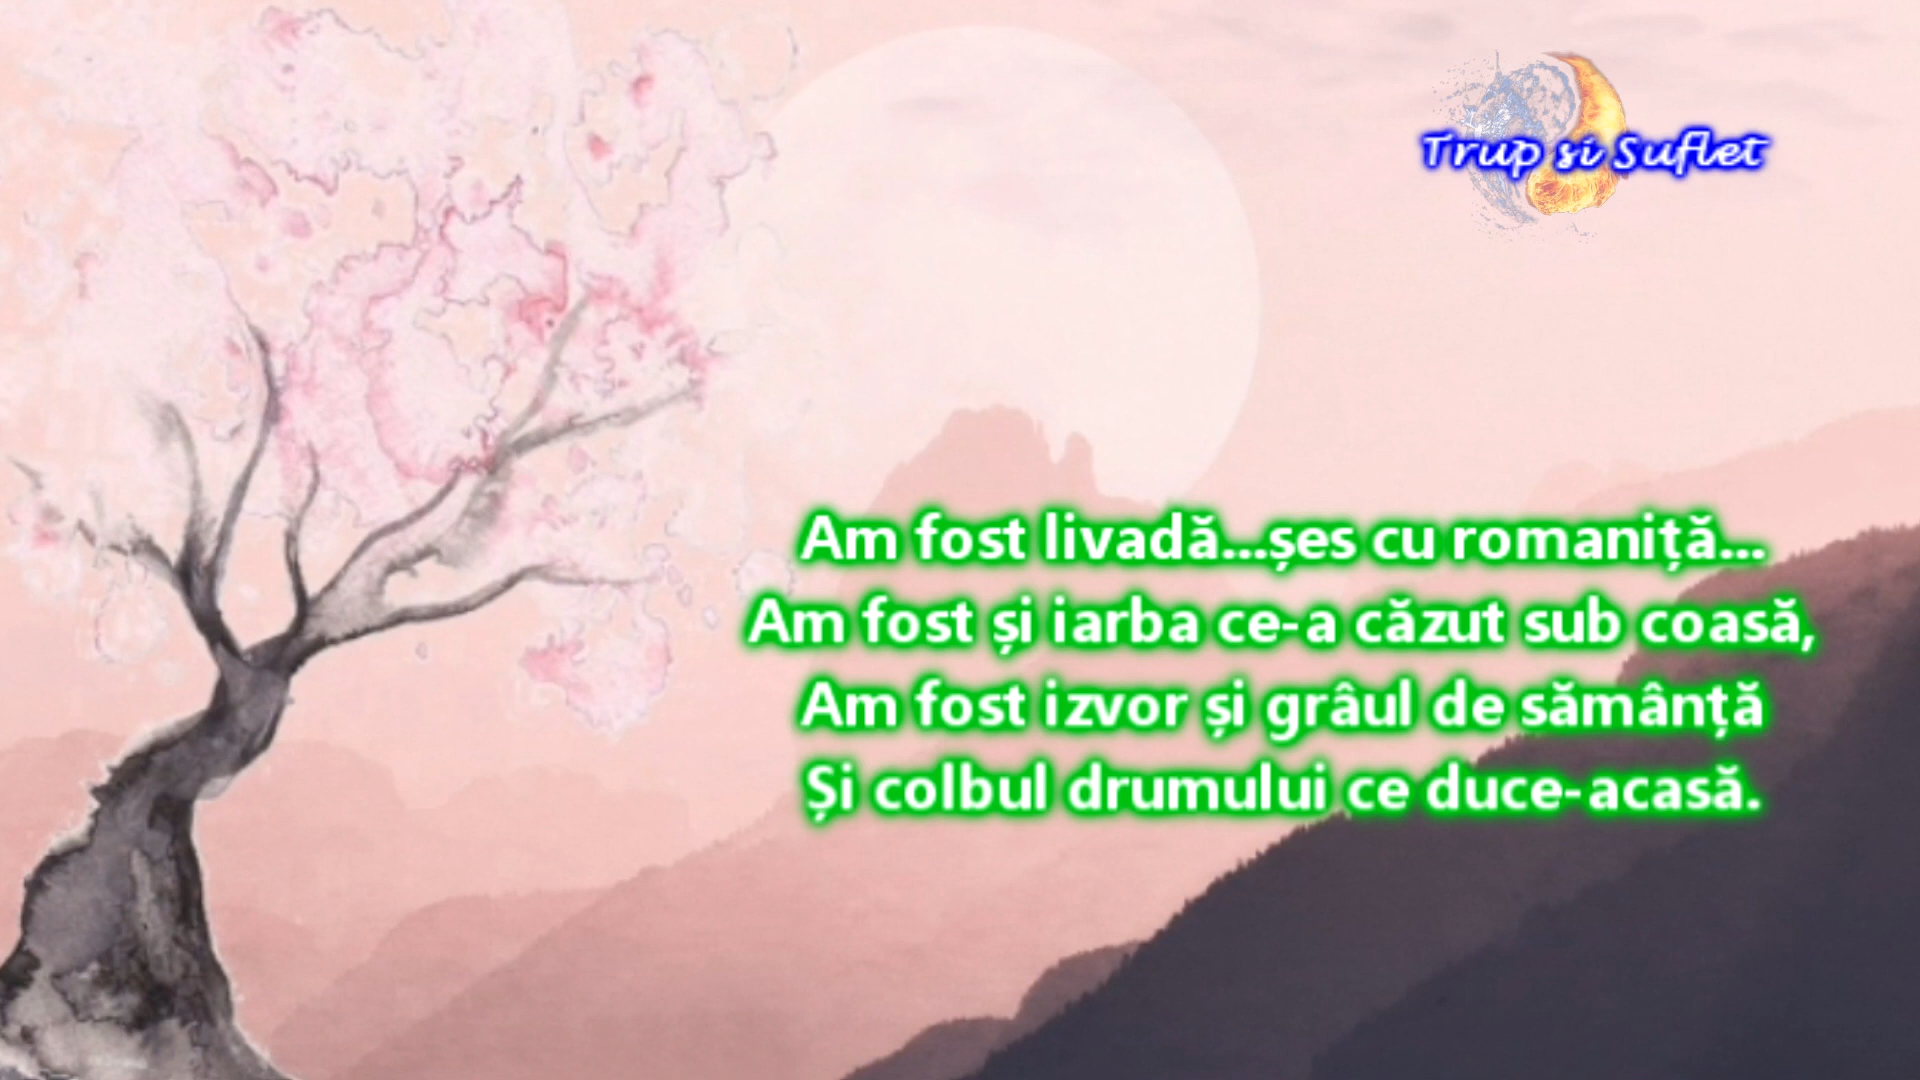 Trup si Suflet
Am fost livadă...șes cu romaniță...
Am fost și iarba ce-a căzut sub coasă,
Am fost izvor și grâul de sămânță
Și colbul drumului ce duce-acasă.